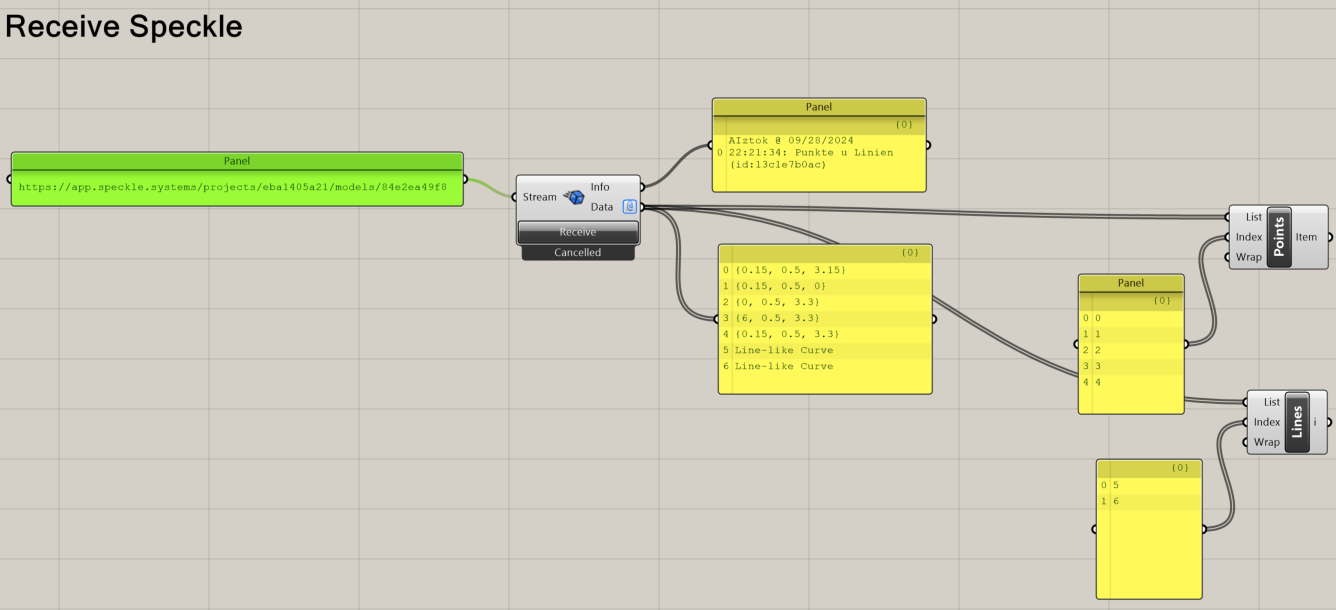 Receive Speckle
Panel
https://app.speckle.systems/projects/eba1405a21/models/84e2ea49f8
Stream
Info
Data
Receive
Cancelled
Panel
{0}
AIztok @ 09/28/2024
0 22:21:34: Punkte u Linien
(id:13c1e7b0ac)
{0}
0 {0.15, 0.5, 3.15}
1 {0.15, 0.5, 0}
2 {0, 0.5, 3.3}
3 {6, 0.5, 3.3}
4 {0.15, 0.5, 3.3}
5 Line-like Curve
6 Line-like Curve
Panel
{0}
0 0
1 1
2 2
3 3
4 4
List
Index
Wrap
Points
Item
{0}
0 5
1 6
List
Index
Wrap
Lines
i